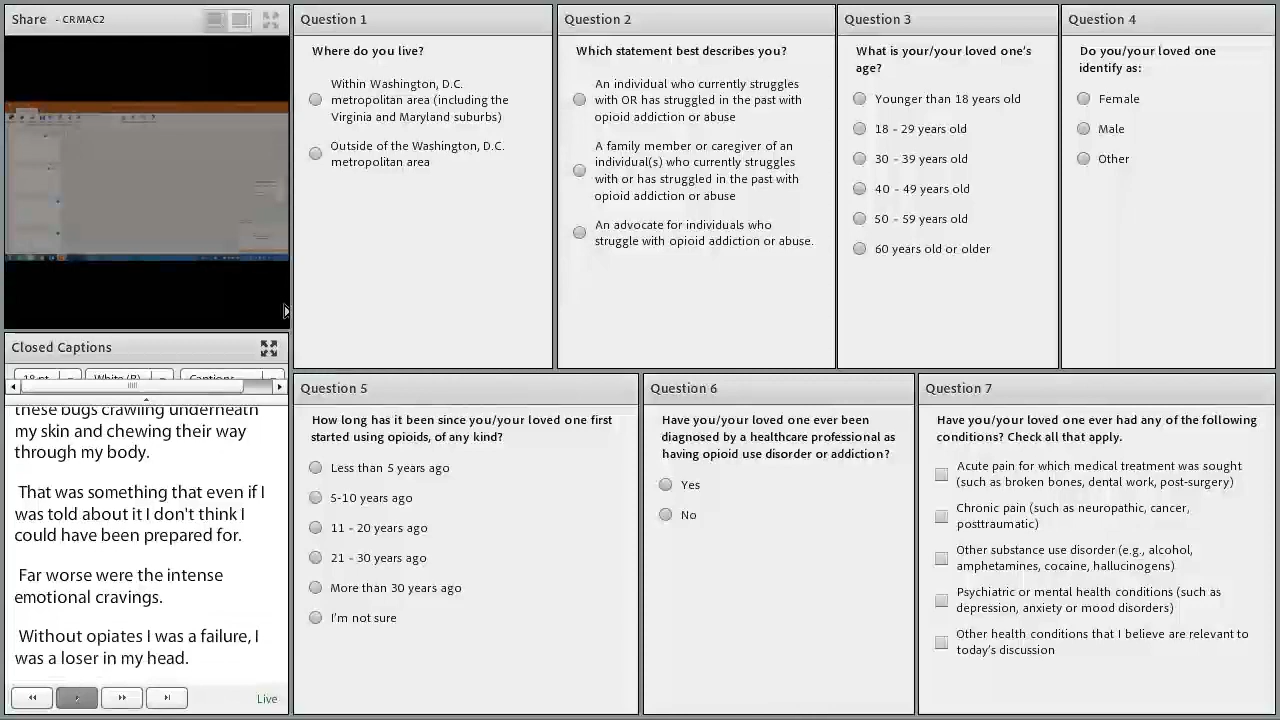 Share - CRMAC2
Question 1
Where do you live?
Within Washington, D.C.
metropolitan area (including the
Virginia and Maryland suburbs)
Outside of the Washington, D.C.
metropolitan area
Question 2
Which statement best describes you?
An individual who currently struggles
with OR has struggled in the past with
opioid addiction or abuse
A family member or caregiver of an
individual(s) who currently struggles
with or has struggled in the past with
opioid addiction or abuse
An advocate for individuals who
struggle with opioid addiction or abuse.
Question 3
What is your/your loved one's
age?
Younger than 18 years old
18 - 29 years old
30 - 39 years old
40 - 49 years old
50 - 59 years old
60 years old or older
Question 4
Do you/your loved one
identify as:
Female
Male
Other
Closed Captions
18 pt White (B) Captions
these bugs crawling underneath
my skin and chewing their way
through my body.
That was something that even if I
was told about it I don't think I
could have been prepared for.
Far worse were the intense
emotional cravings.
Without opiates I was a failure, I
was a loser in my head.
Live
Question 5
How long has it been since you/your loved one first
started using opioids, of any kind?
Less than 5 years ago
5-10 years ago
11 - 20 years ago
21 - 30 years ago
More than 30 years ago
I'm not sure
Question 6
Have you/your loved one ever been
diagnosed by a healthcare professional as
having opioid use disorder or addiction?
Yes
No
Question 7
Have you/your loved one ever had any of the following
conditions? Check all that apply.
Acute pain for which medical treatment was sought
(such as broken bones, dental work, post-surgery)
Chronic pain (such as neuropathic, cancer,
posttraumatic)
Other substance use disorder (e.g., alcohol,
amphetamines, cocaine, hallucinogens)
Psychiatric or mental health conditions (such as
depression, anxiety or mood disorders)
Other health conditions that I believe are relevant to
today's discussion